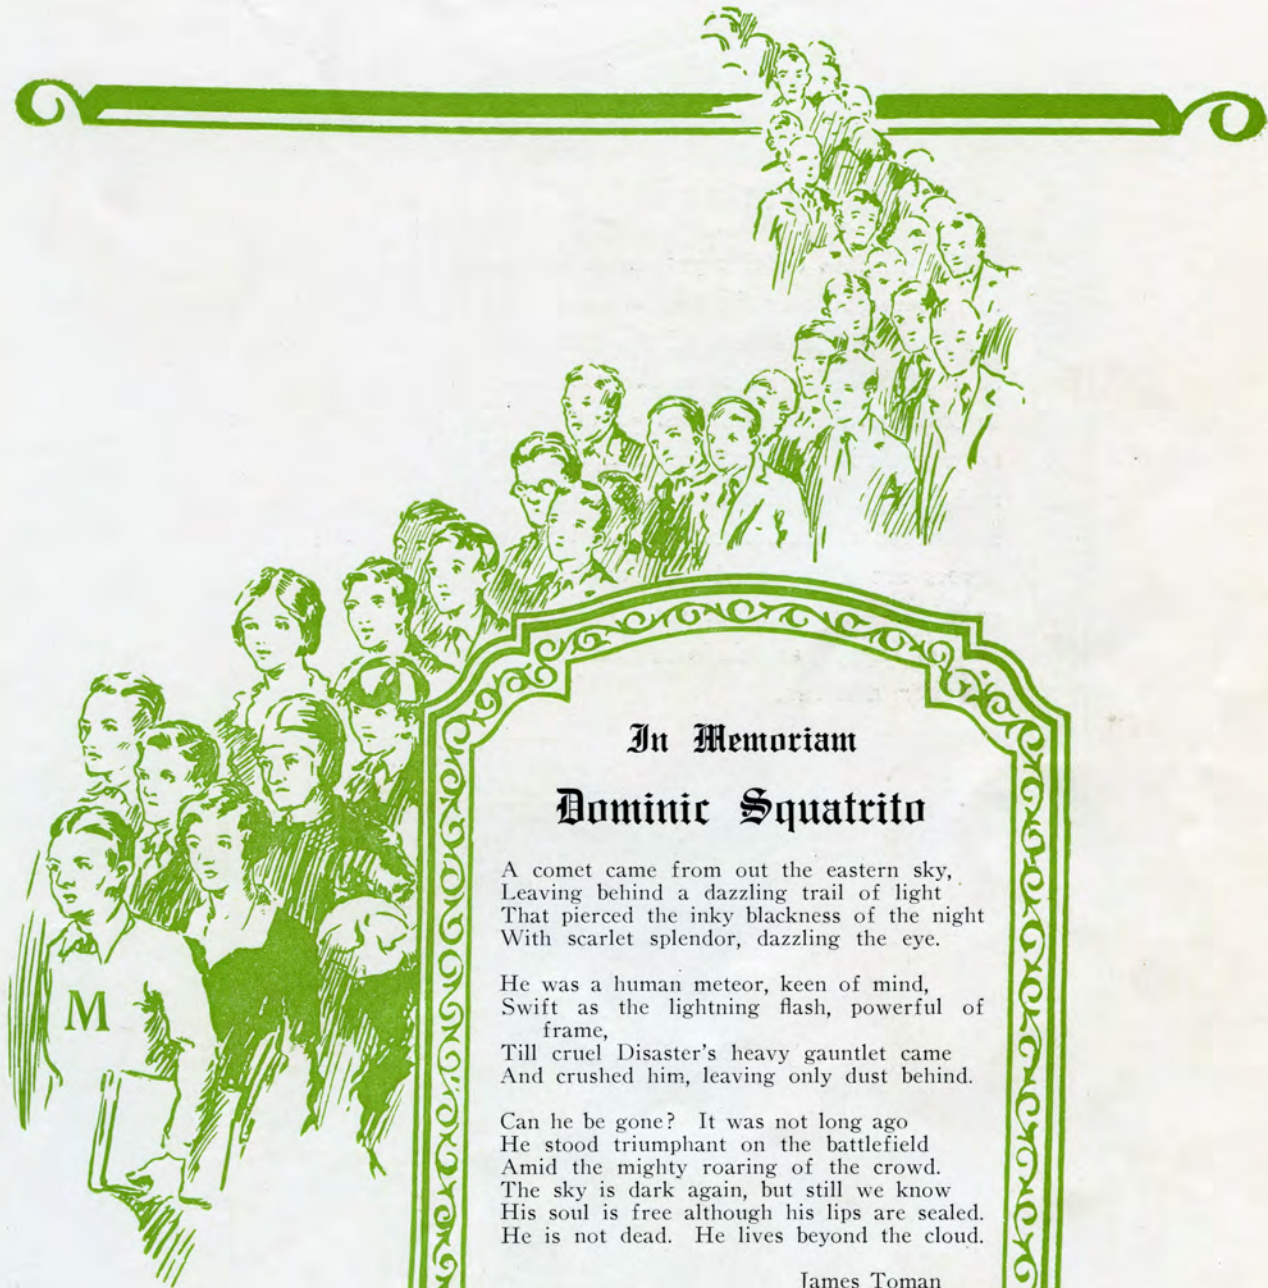 In Memoriam
Dominic Squatrito
A comet came from out the eastern sky,
Leaving behind a dazzling trail of light
That pierced the inky blackness of the night
With scarlet splendor, dazzling the eye.
He was a human meteor, keen of mind,
Swift as the lightning flash, powerful of
frame,
Till cruel Disaster's heavy gauntlet came
And crushed him, leaving only dust behind.
Can he be gone? It was not long ago
He stood triumphant on the battlefield
Amid the mighty roaring of the crowd.
The sky is dark again, but still we know
His soul is free although his lips are sealed.
He is not dead. He lives beyond the cloud.
James Toman
M